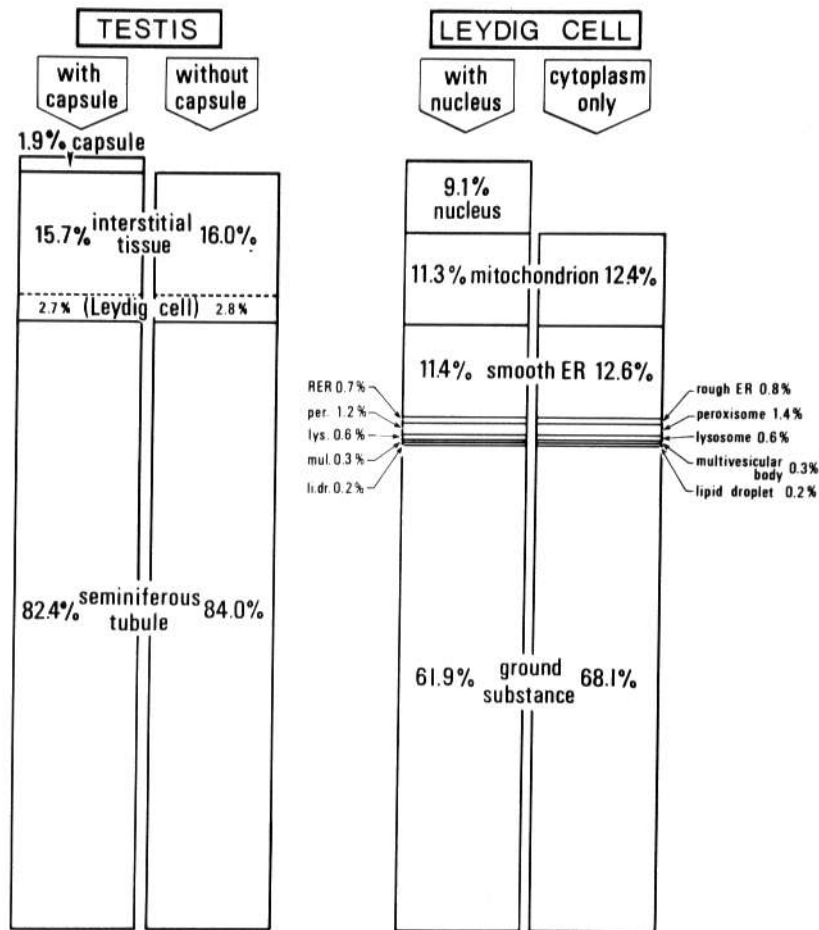 TESTIS
with capsule
without capsule
1.9% capsule
15.7% interstitial tissue 16.0%
2.7% (Leydig cell) 2.8%
82.4% seminiferous tubule 84.0%
LEYDIG CELL
with nucleus
cytoplasm only
9.1% nucleus
11.3% mitochondrion 12.4%
11.4% smooth ER 12.6%
RER 0.7%
per. 1.2%
lys. 0.6%
mul. 0.3%
li.dr. 0.2%
rough ER 0.8%
peroxisome 1.4%
lysosome 0.6%
multivesicular body 0.3%
lipid droplet 0.2%
61.9% ground substance 68.1%